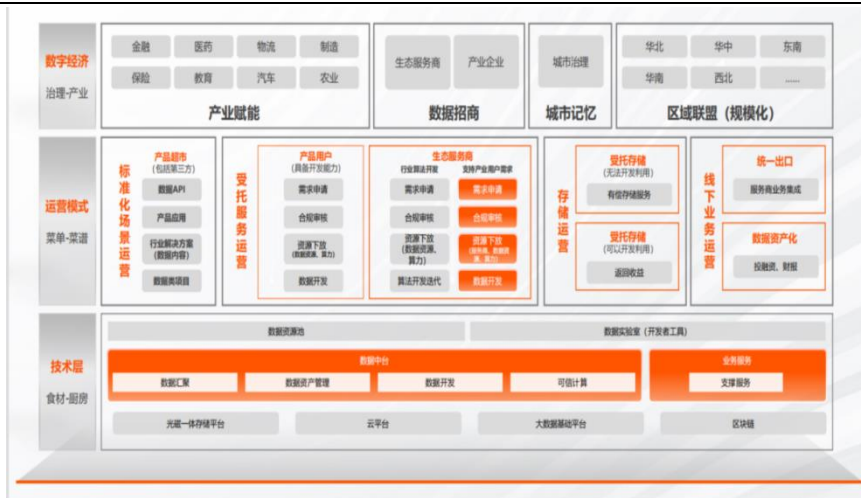 数字经济
治理-产业
金融 医药 物流 制造
保险 教育 汽车 农业
产业赋能
生态服务商 产业企业
数据招商
城市治理
城市记忆
华北 华中 东南
华南 西北 ......
区域联盟（规模化）
运营模式
菜单-菜谱
标准化场景运营
产品超市
(包括第三方)
数据API
产品应用
行业解决方案
(数据内容)
数据类项目
受托服务运营
产品用户
(具备开发能力)
需求申请
合规审核
资源下放
(数据资源、算力)
数据开发
生态服务商
行业算法开发 支持产业用户需求
需求申请 需求申请
合规审核 合规审核
资源下放
(数据资源、
算力)
资源下放
算法开发迭代 数据开发
存储运营
受托存储
(无法开发利用)
有偿存储服务
受托存储
(可以开发利用)
返回收益
线下业务运营
统一出口
服务商业务集成
数据资产化
投融资、财报
技术层
食材-厨房
数据资源池 数据实验室（开发者工具）
数据中台 业务服务
数据汇聚 数据资产管理 数据开发 可信计算 支撑服务
光磁一体存储平台 云平台 大数据基础平台 区块链